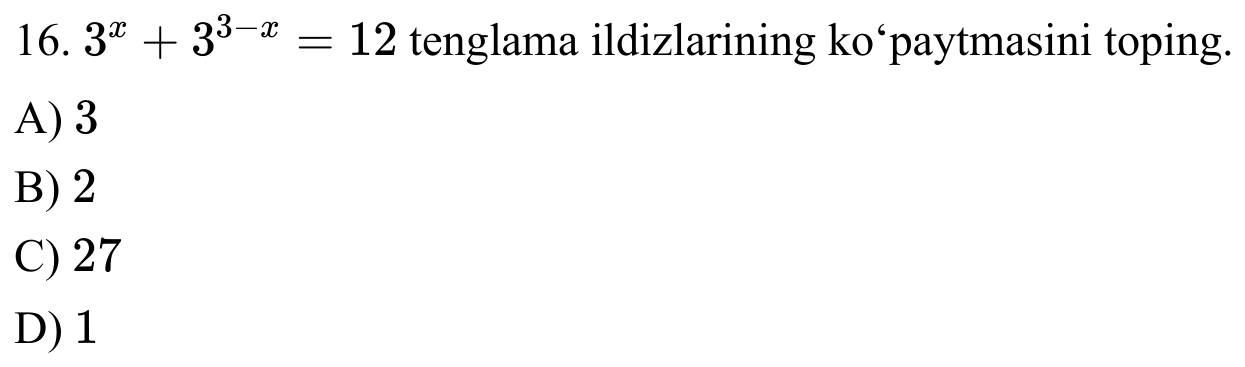 16. $3^x + 3^{3-x} = 12$ tenglama ildizlarining ko‘paytmasini toping.
A) 3
B) 2
C) 27
D) 1